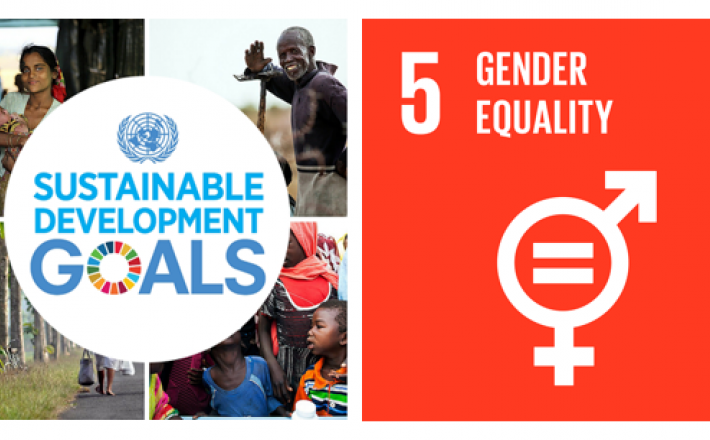 SUSTAINABLE
DEVELOPMENT
GOALS
5 GENDER
EQUALITY